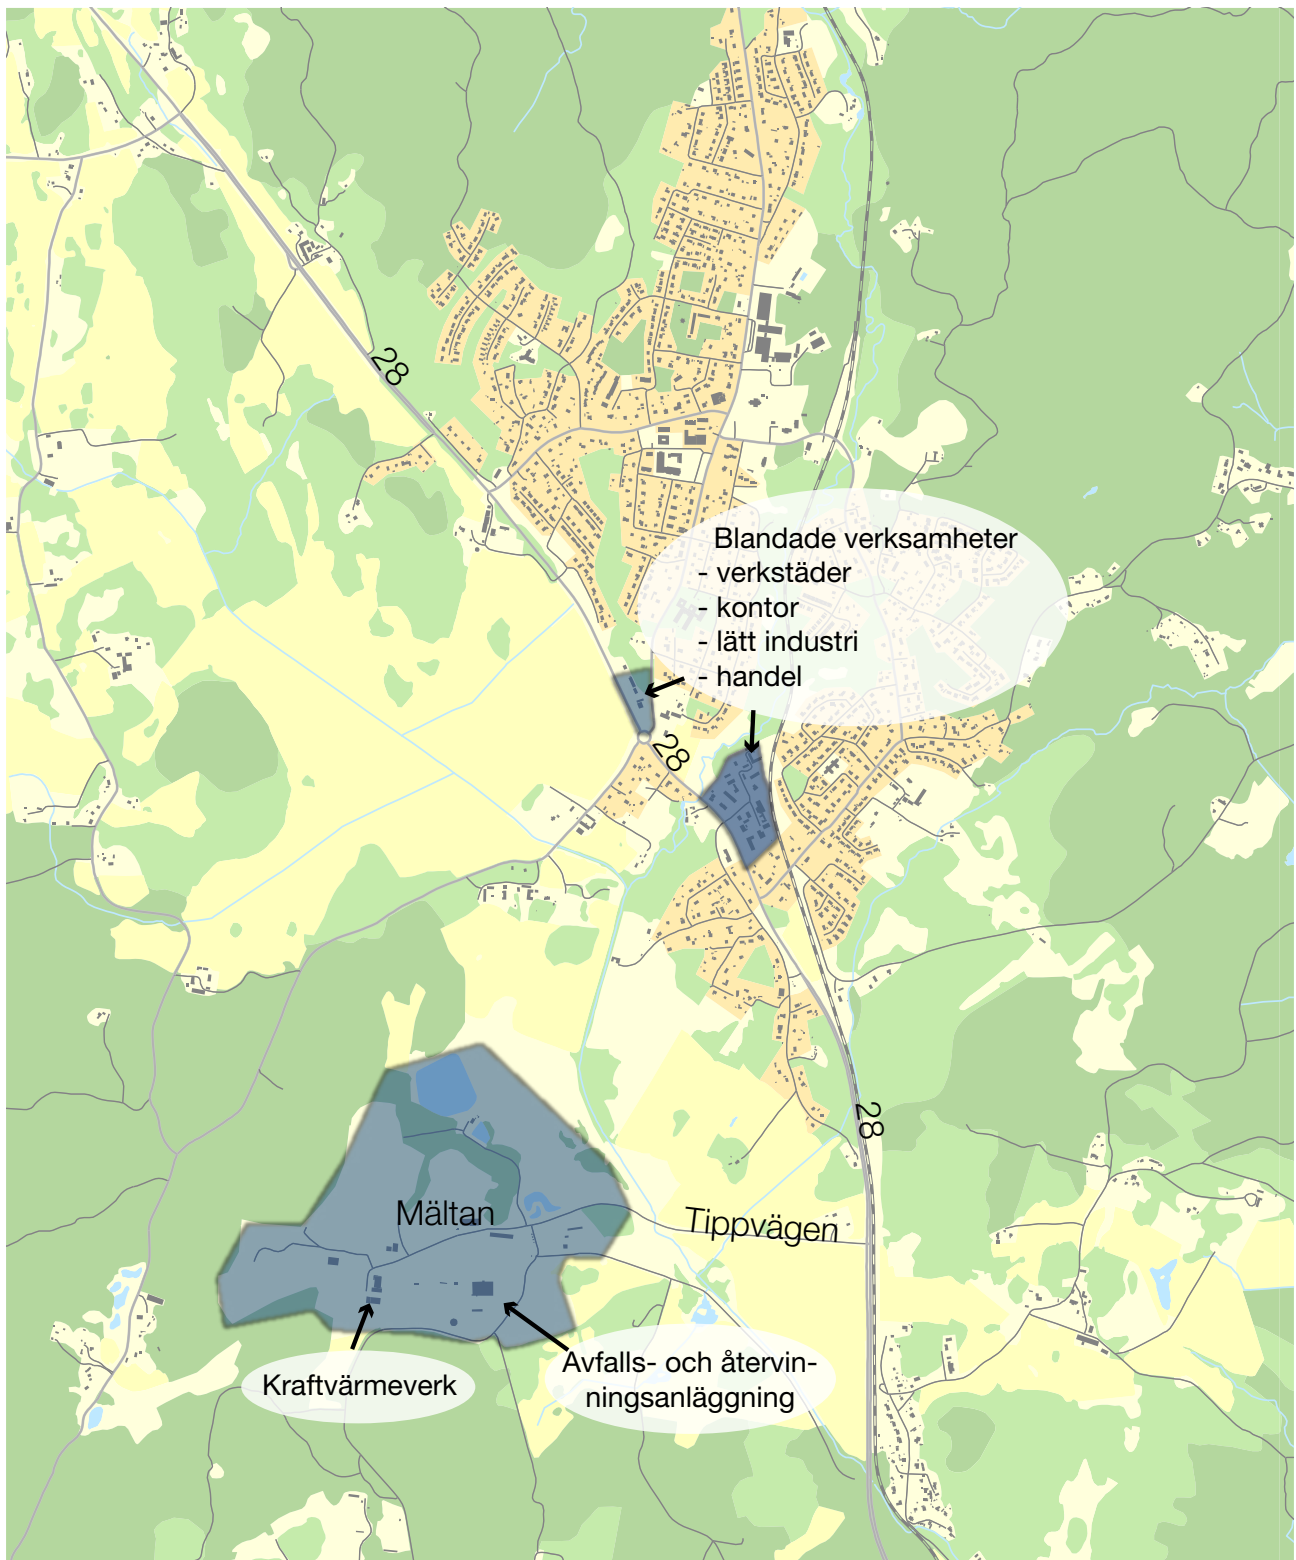 28
Blandade verksamheter
- verkstäder
- kontor
- lätt industri
- handel
28
28
Mältan
Tippvägen
Kraftvärmeverk
Avfalls- och återvin-
ningsanläggning